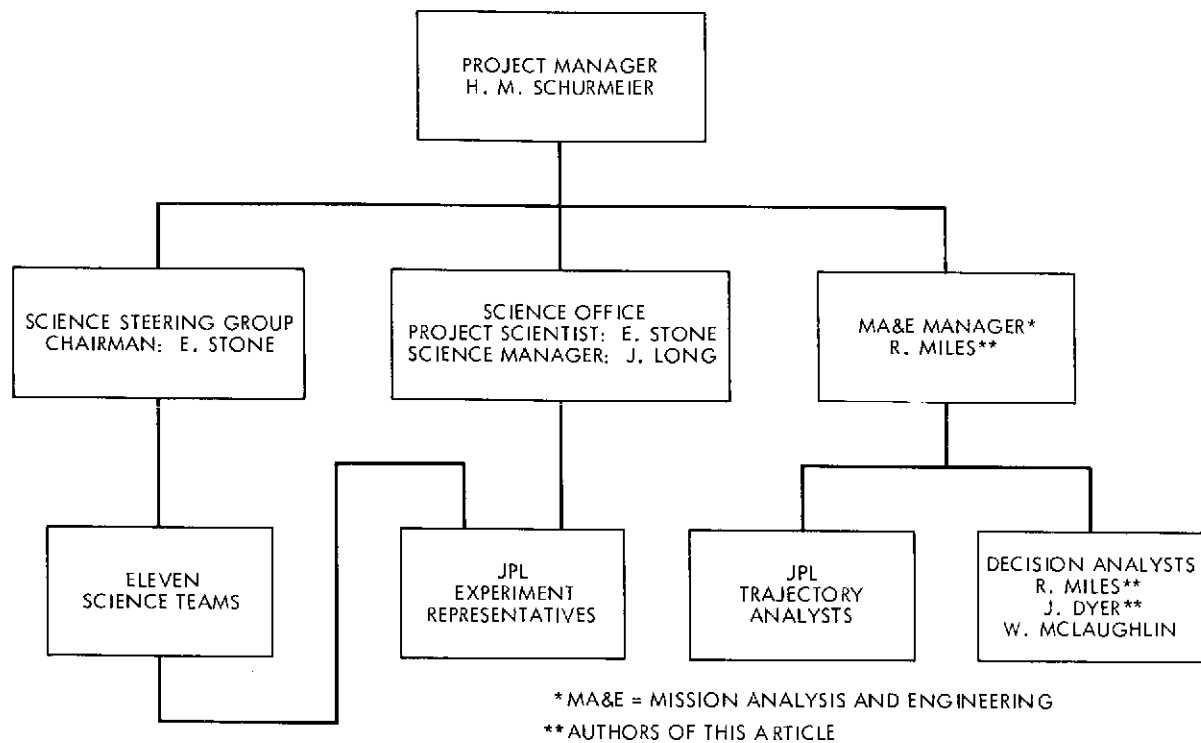 PROJECT MANAGER
H. M. SCHURMEIER
SCIENCE STEERING GROUP
CHAIRMAN: E. STONE
SCIENCE OFFICE
PROJECT SCIENTIST: E. STONE
SCIENCE MANAGER: J. LONG
MA&E MANAGER*
R. MILES**
ELEVEN
SCIENCE TEAMS
JPL
EXPERIMENT
REPRESENTATIVES
JPL
TRAJECTORY
ANALYSTS
DECISION ANALYSTS
R. MILES**
J. DYER**
W. MCLAUGHLIN
*MA&E = MISSION ANALYSIS AND ENGINEERING
**AUTHORS OF THIS ARTICLE